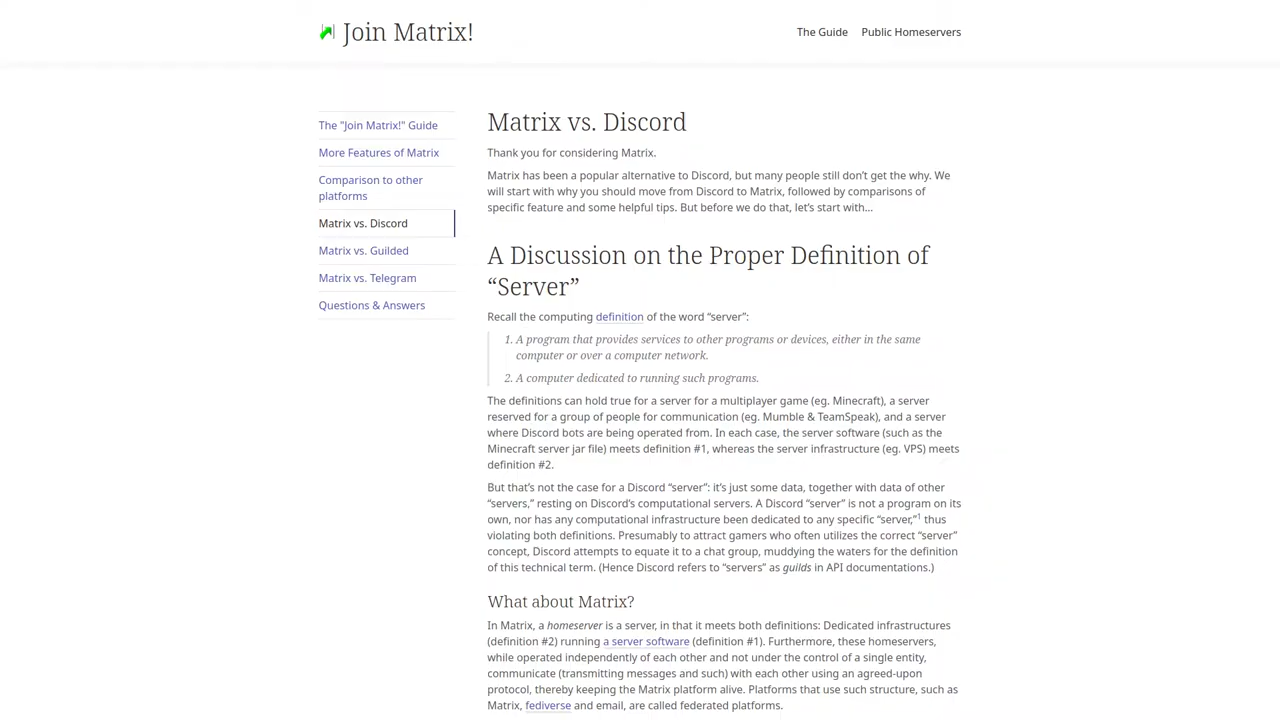 Join Matrix!
The Guide
Public Homeservers
The "Join Matrix!" Guide
More Features of Matrix
Comparison to other
platforms
Matrix vs. Discord
Matrix vs. Guilded
Matrix vs. Telegram
Questions & Answers
Matrix vs. Discord
Thank you for considering Matrix.
Matrix has been a popular alternative to Discord, but many people still don’t get the why. We
will start with why you should move from Discord to Matrix, followed by comparisons of
specific feature and some helpful tips. But before we do that, let’s start with…
A Discussion on the Proper Definition of
“Server”
Recall the computing definition of the word “server”:
1. A program that provides services to other programs or devices, either in the same
computer or over a computer network.
2. A computer dedicated to running such programs.
The definitions can hold true for a server for a multiplayer game (eg. Minecraft), a server
reserved for a group of people for communication (eg. Mumble & TeamSpeak), and a server
where Discord bots are being operated from. In each case, the server software (such as the
Minecraft server jar file) meets definition #1, whereas the server infrastructure (eg. VPS) meets
definition #2.
But that’s not the case for a Discord “server”: it’s just some data, together with data of other
“servers,” resting on Discord’s computational servers. A Discord “server” is not a program on its
own, nor has any computational infrastructure been dedicated to any specific “server,”1 thus
violating both definitions. Presumably to attract gamers who often utilizes the correct “server”
concept, Discord attempts to equate it to a chat group, muddying the waters for the definition
of this technical term. (Hence Discord refers to “servers” as guilds in API documentations.)
What about Matrix?
In Matrix, a homeserver is a server, in that it meets both definitions: Dedicated infrastructures
(definition #2) running a server software (definition #1). Furthermore, these homeservers,
while operated independently of each other and not under the control of a single entity,
communicate (transmitting messages and such) with each other using an agreed-upon
protocol, thereby keeping the Matrix platform alive. Platforms that use such structure, such as
Matrix, fediverse and email, are called federated platforms.